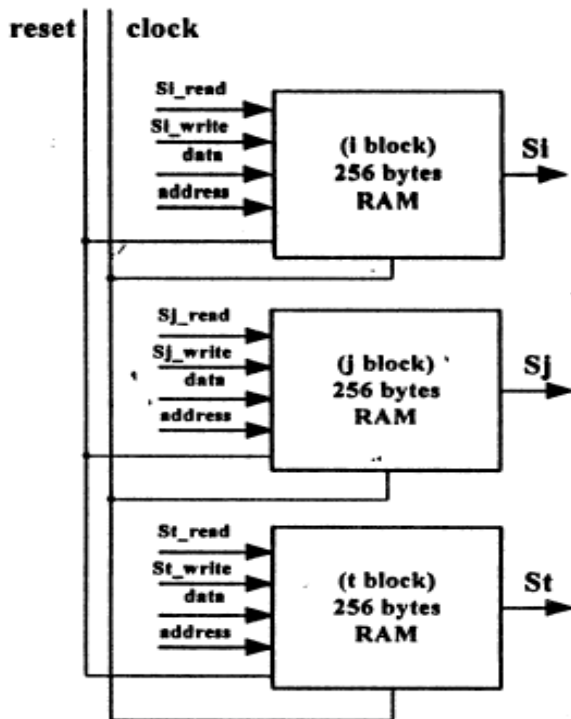 reset clock
Si_read
Si_write
data
address
(i block)
256 bytes
RAM
Si
Sj_read
Sj_write
data
address
(j block)
256 bytes
RAM
Sj
St_read
St_write
data
address
(t block)
256 bytes
RAM
St